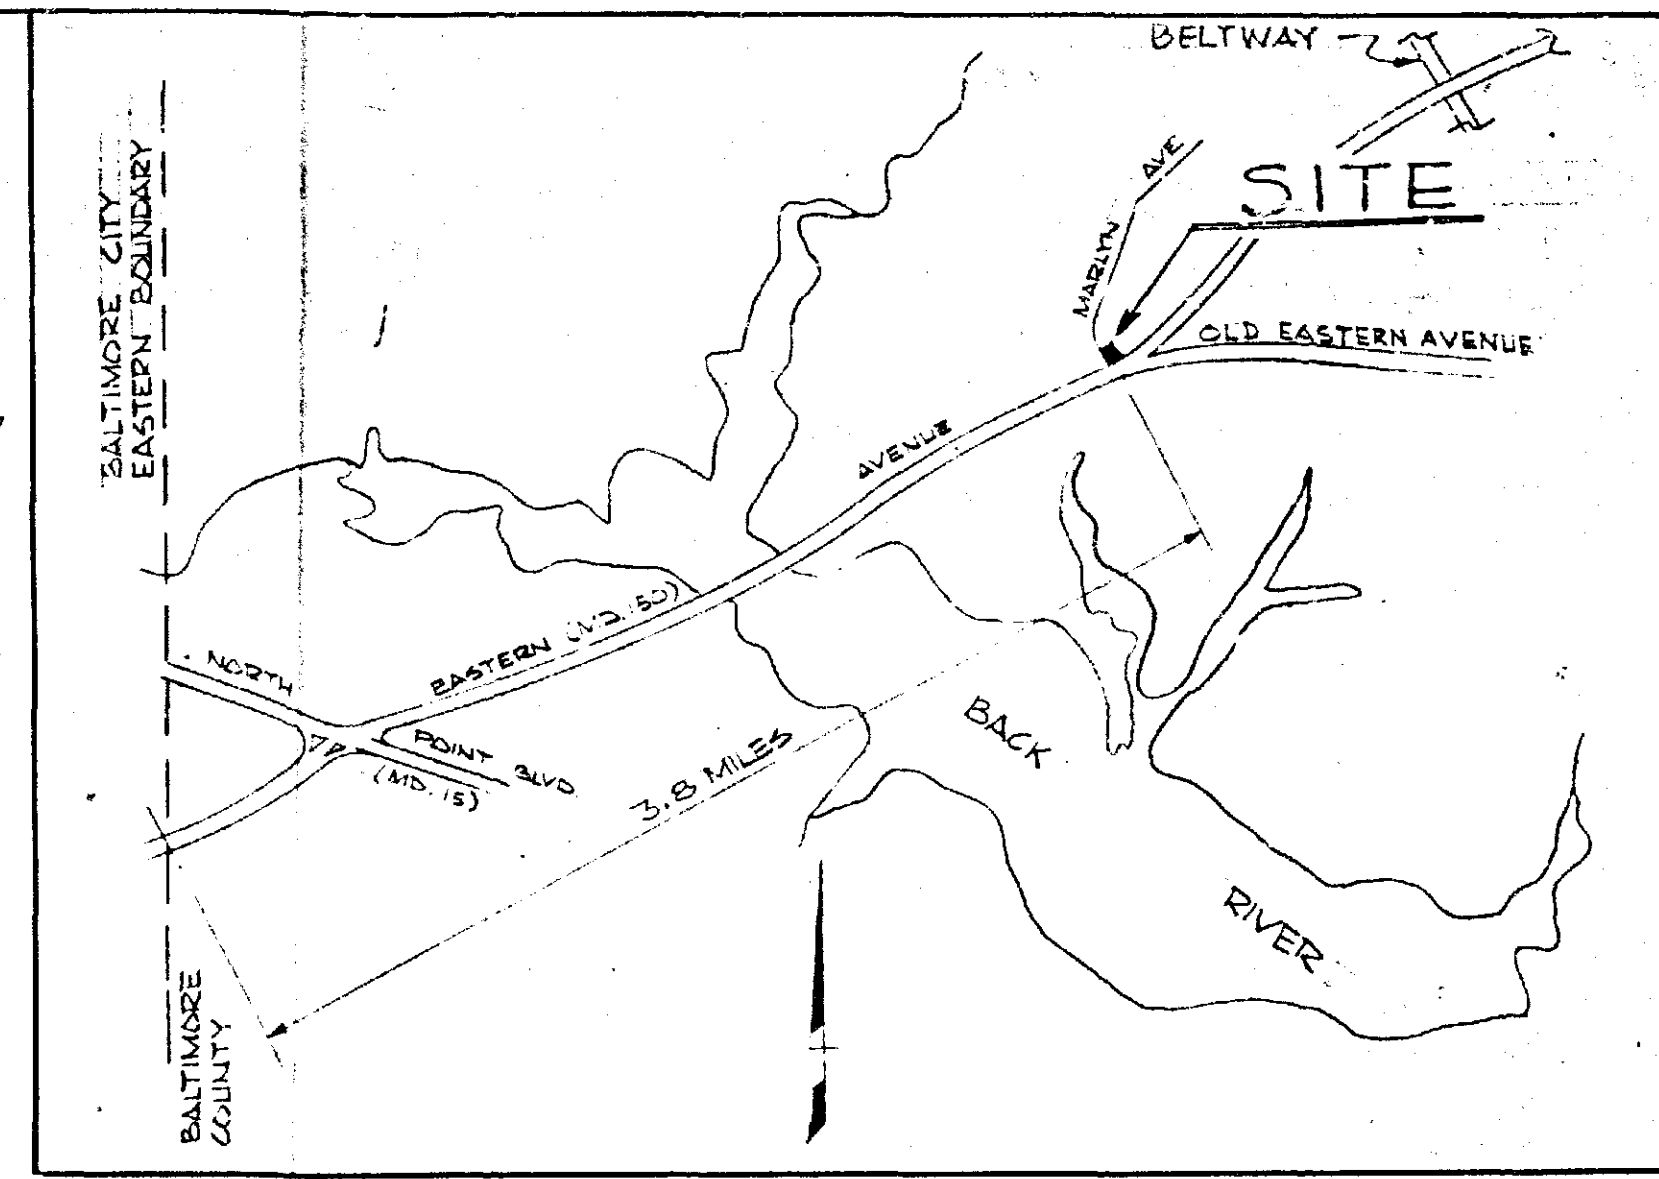 BELTWAY
SITE
MARLYN AVE
OLD EASTERN AVENUE
BALTIMORE CITY
EASTERN BOUNDARY
EASTERN (MD. 150) AVENUE
NORTH POINT BLVD
(MD. 15)
3.8 MILES
BACK RIVER
BALTIMORE
COUNTY